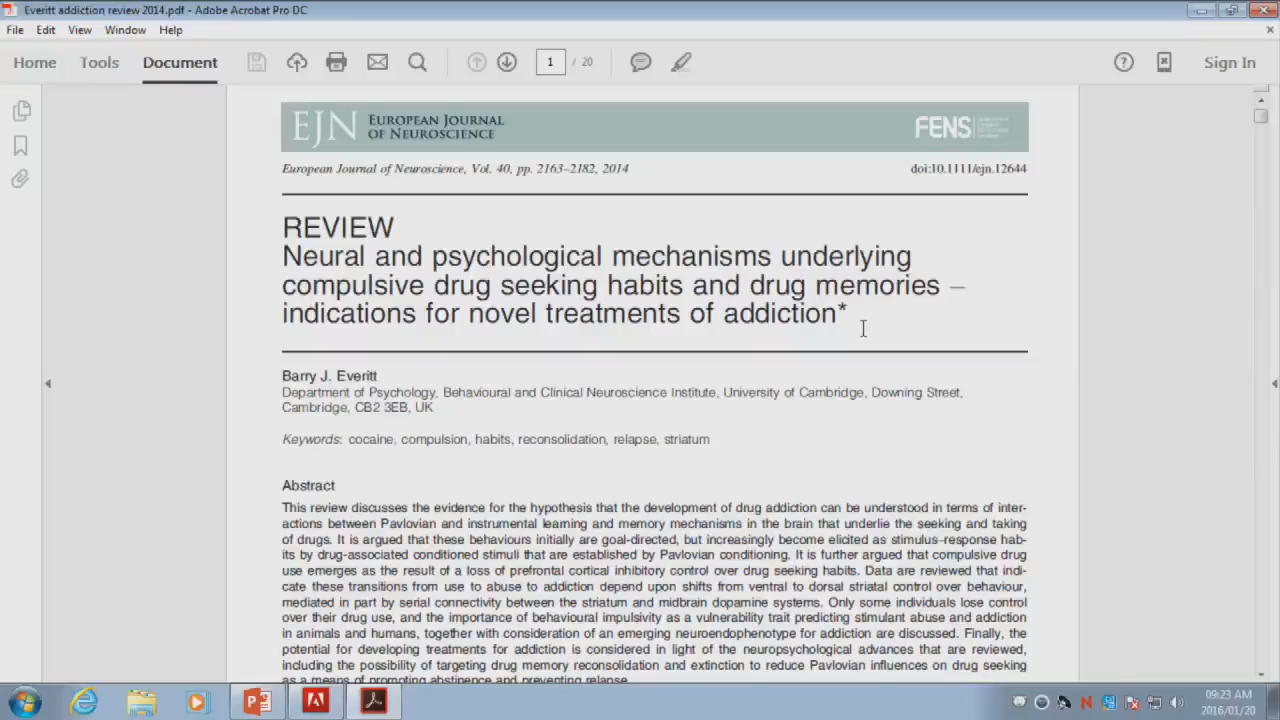 Everitt addiction review 2014.pdf - Adobe Acrobat Pro DC
File Edit View Window Help
Home Tools Document 1 / 20 Sign In
EJN EUROPEAN JOURNAL OF NEUROSCIENCE FENS
European Journal of Neuroscience, Vol. 40, pp. 2163–2182, 2014 doi:10.1111/ejn.12644
REVIEW
Neural and psychological mechanisms underlying
compulsive drug seeking habits and drug memories –
indications for novel treatments of addiction*
Barry J. Everitt
Department of Psychology, Behavioural and Clinical Neuroscience Institute, University of Cambridge, Downing Street,
Cambridge, CB2 3EB, UK
Keywords: cocaine, compulsion, habits, reconsolidation, relapse, striatum
Abstract
This review discusses the evidence for the hypothesis that the development of drug addiction can be understood in terms of inter-
actions between Pavlovian and instrumental learning and memory mechanisms in the brain that underlie the seeking and taking
of drugs. It is argued that these behaviours initially are goal-directed, but increasingly become elicited as stimulus–response hab-
its by drug-associated conditioned stimuli that are established by Pavlovian conditioning. It is further argued that compulsive drug
use emerges as the result of a loss of prefrontal cortical inhibitory control over drug seeking habits. Data are reviewed that indi-
cate these transitions from use to abuse to addiction depend upon shifts from ventral to dorsal striatal control over behaviour,
mediated in part by serial connectivity between the striatum and midbrain dopamine systems. Only some individuals lose control
over their drug use, and the importance of behavioural impulsivity as a vulnerability trait predicting stimulant abuse and addiction
in animals and humans, together with consideration of an emerging neuroendophenotype for addiction are discussed. Finally, the
potential for developing treatments for addiction is considered in light of the neuropsychological advances that are reviewed,
including the possibility of targeting drug memory reconsolidation and extinction to reduce Pavlovian influences on drug seeking
as a means of promoting abstinence and preventing relapse.
09:23 AM
2016/01/20